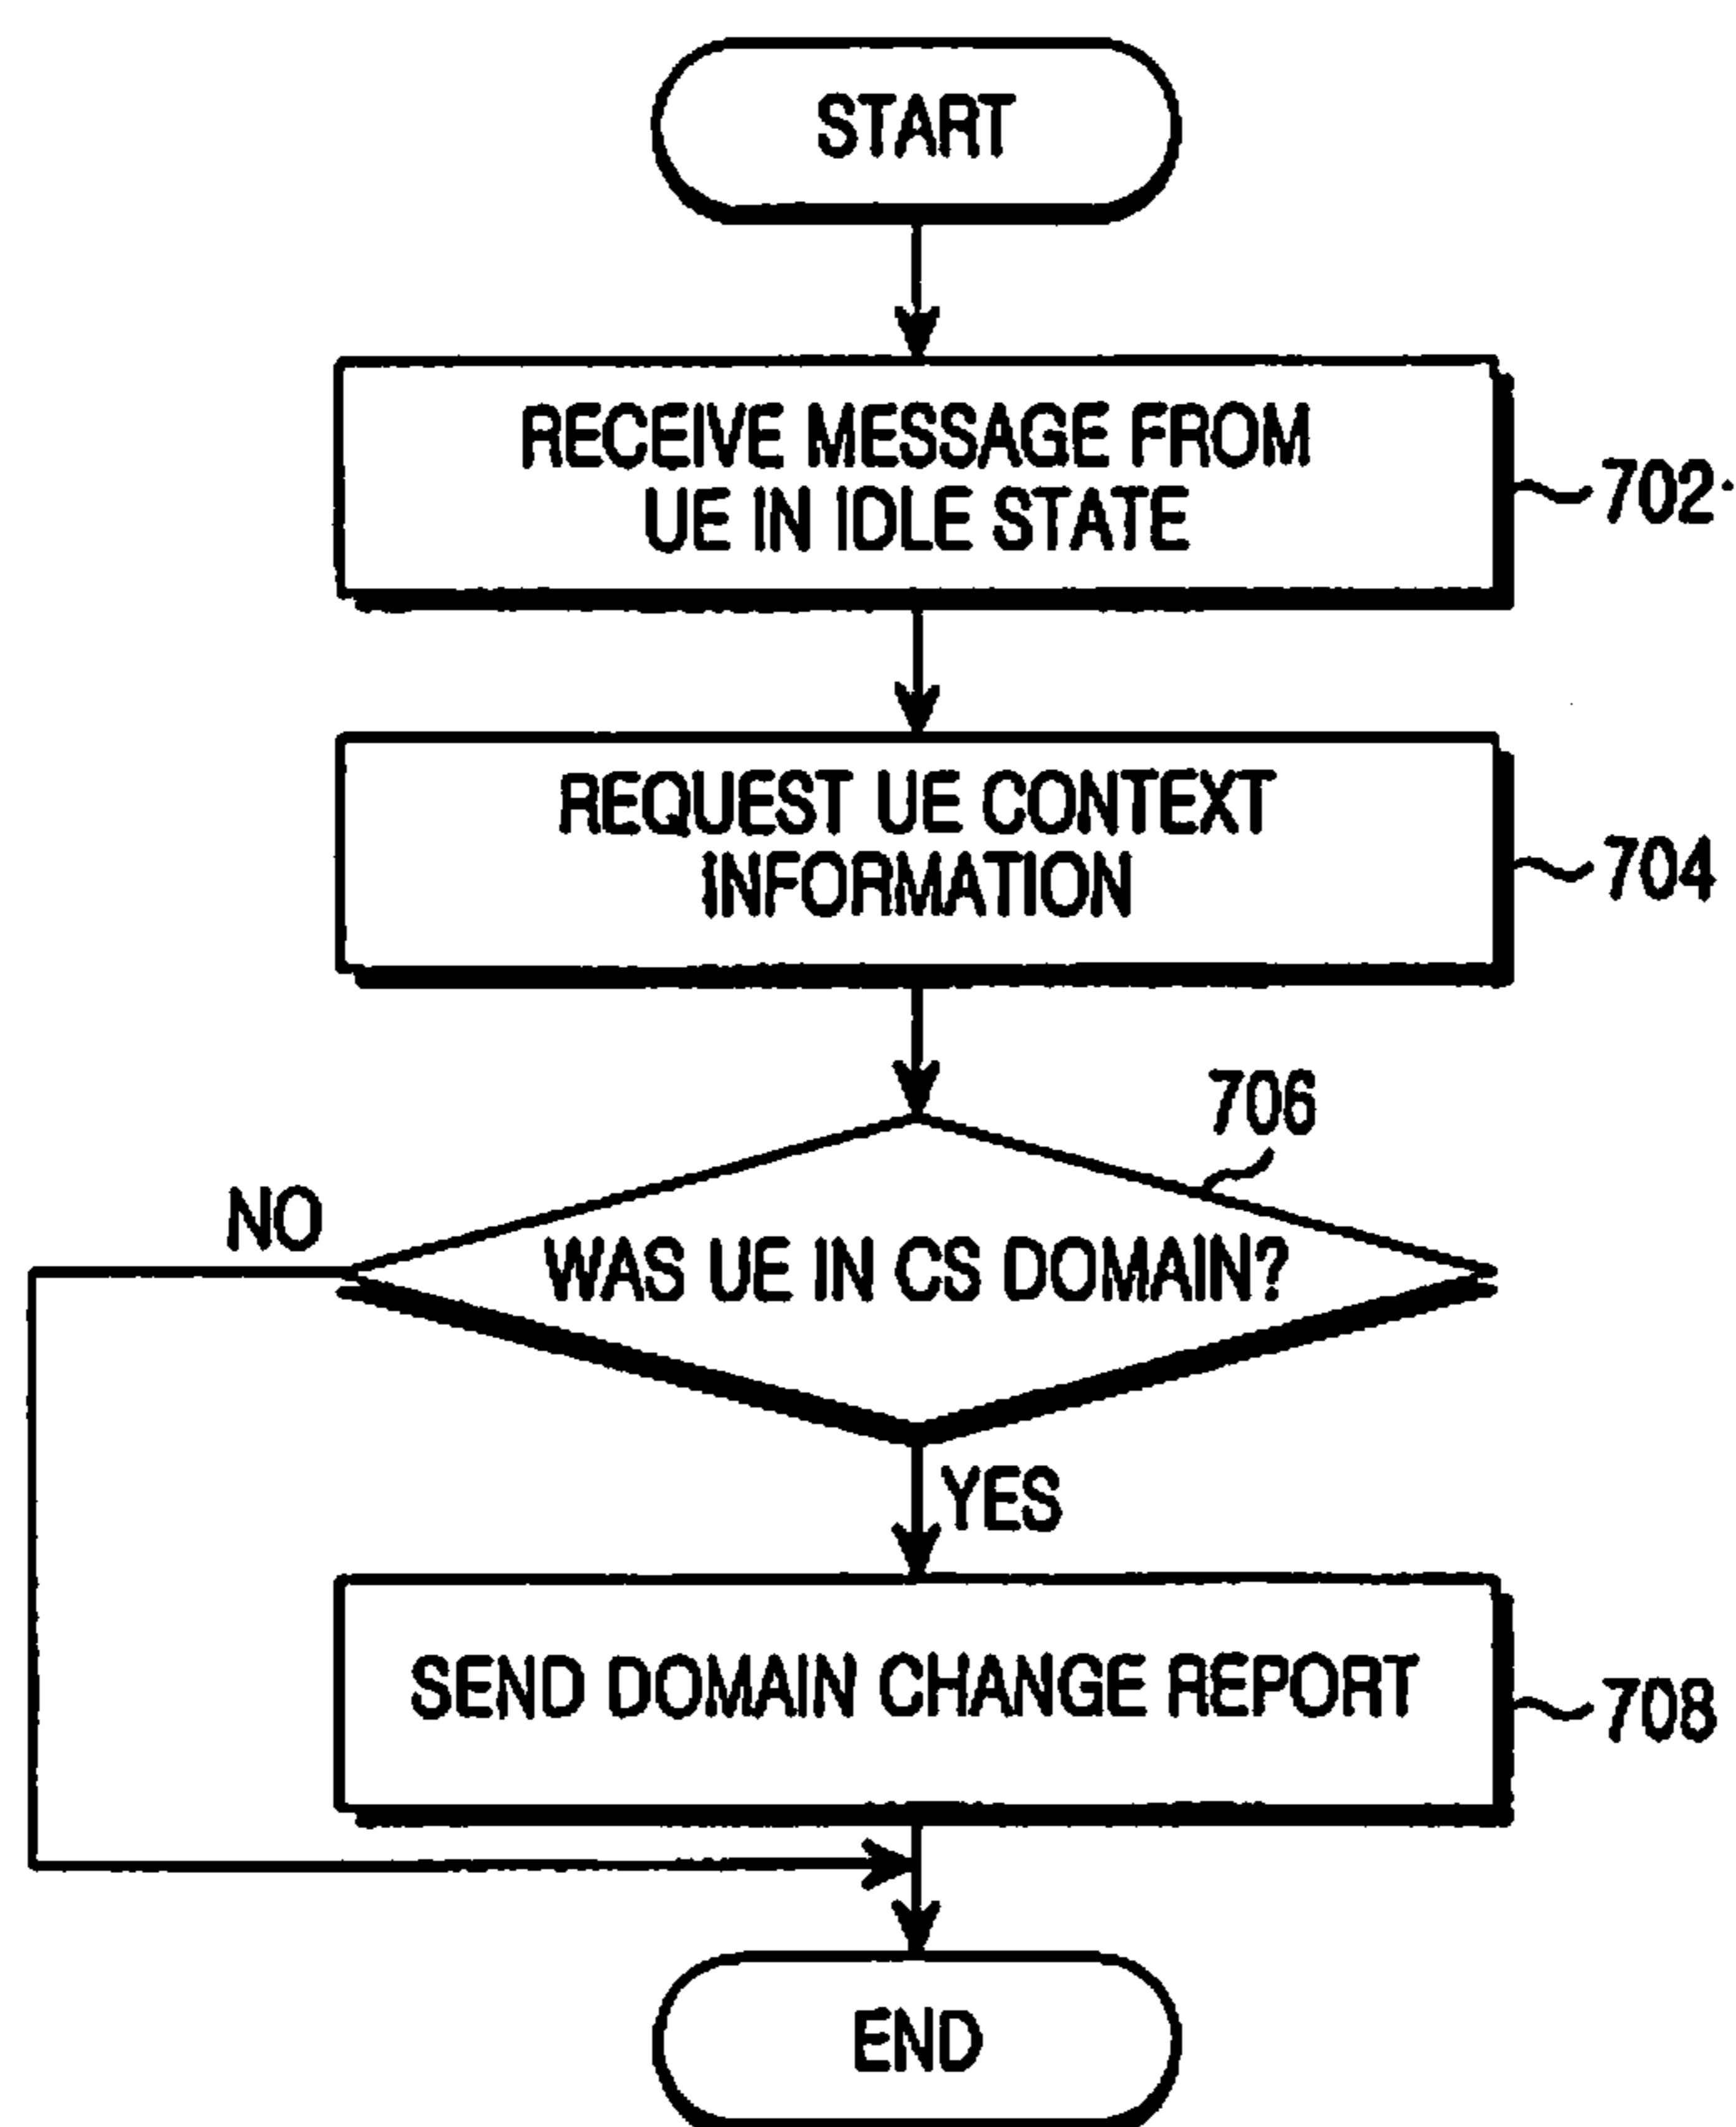 START
RECEIVE MESSAGE FROM
UE IN IDLE STATE
702
REQUEST UE CONTEXT
INFORMATION
704
706
NO
WAS UE IN CS DOMAIN?
YES
SEND DOMAIN CHANGE REPORT
708
END